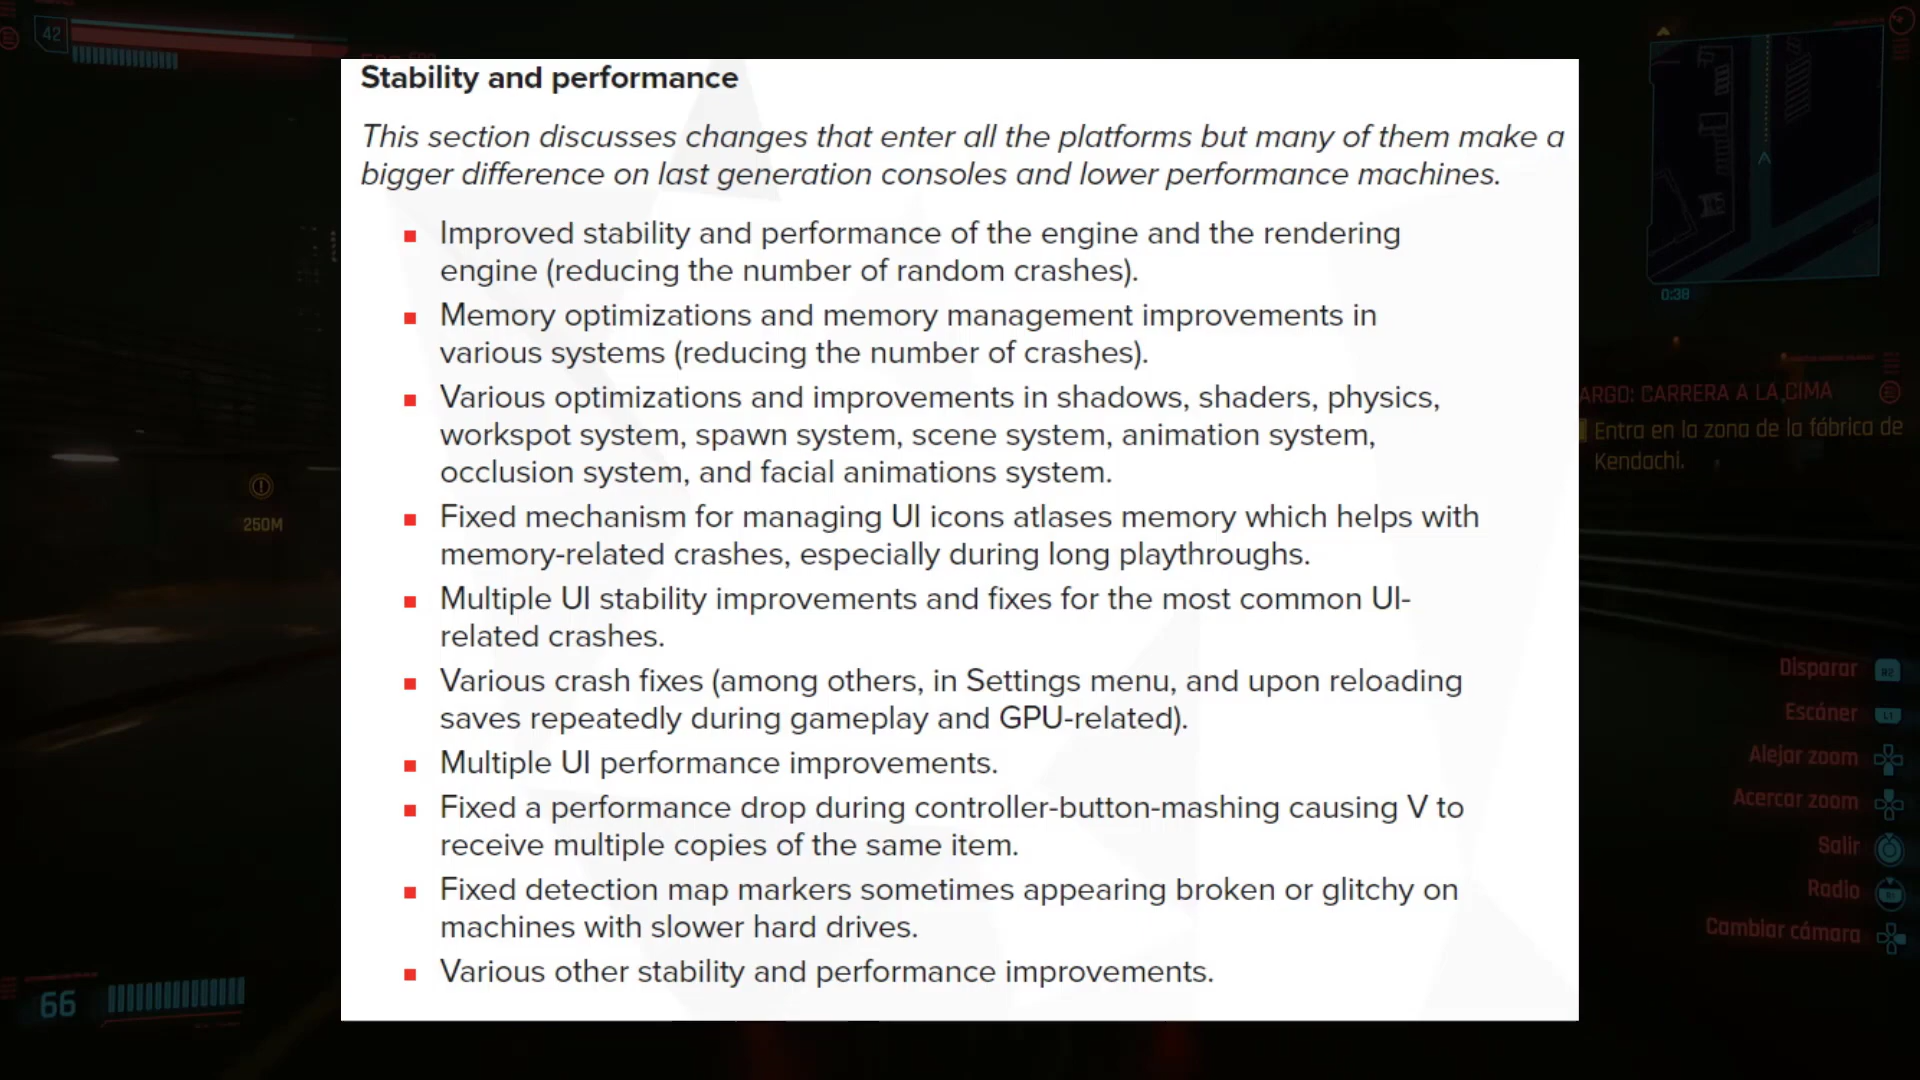 42
Stability and performance
This section discusses changes that enter all the platforms but many of them make a
bigger difference on last generation consoles and lower performance machines.
Improved stability and performance of the engine and the rendering
engine (reducing the number of random crashes).
Memory optimizations and memory management improvements in
various systems (reducing the number of crashes).
Various optimizations and improvements in shadows, shaders, physics,
workspot system, spawn system, scene system, animation system,
occlusion system, and facial animations system.
Fixed mechanism for managing UI icons atlases memory which helps with
memory-related crashes, especially during long playthroughs.
Multiple UI stability improvements and fixes for the most common UI-
related crashes.
Various crash fixes (among others, in Settings menu, and upon reloading
saves repeatedly during gameplay and GPU-related).
Multiple UI performance improvements.
Fixed a performance drop during controller-button-mashing causing V to
receive multiple copies of the same item.
Fixed detection map markers sometimes appearing broken or glitchy on
machines with slower hard drives.
Various other stability and performance improvements.
250M
66
0:38
ARGO: CARRERA A LA CIMA
Entra en la zona de la fábrica de
Kendachi.
Disparar R2
Escáner L1
Alejar zoom
Acercar zoom
Salir
Radio
Cambiar cámara